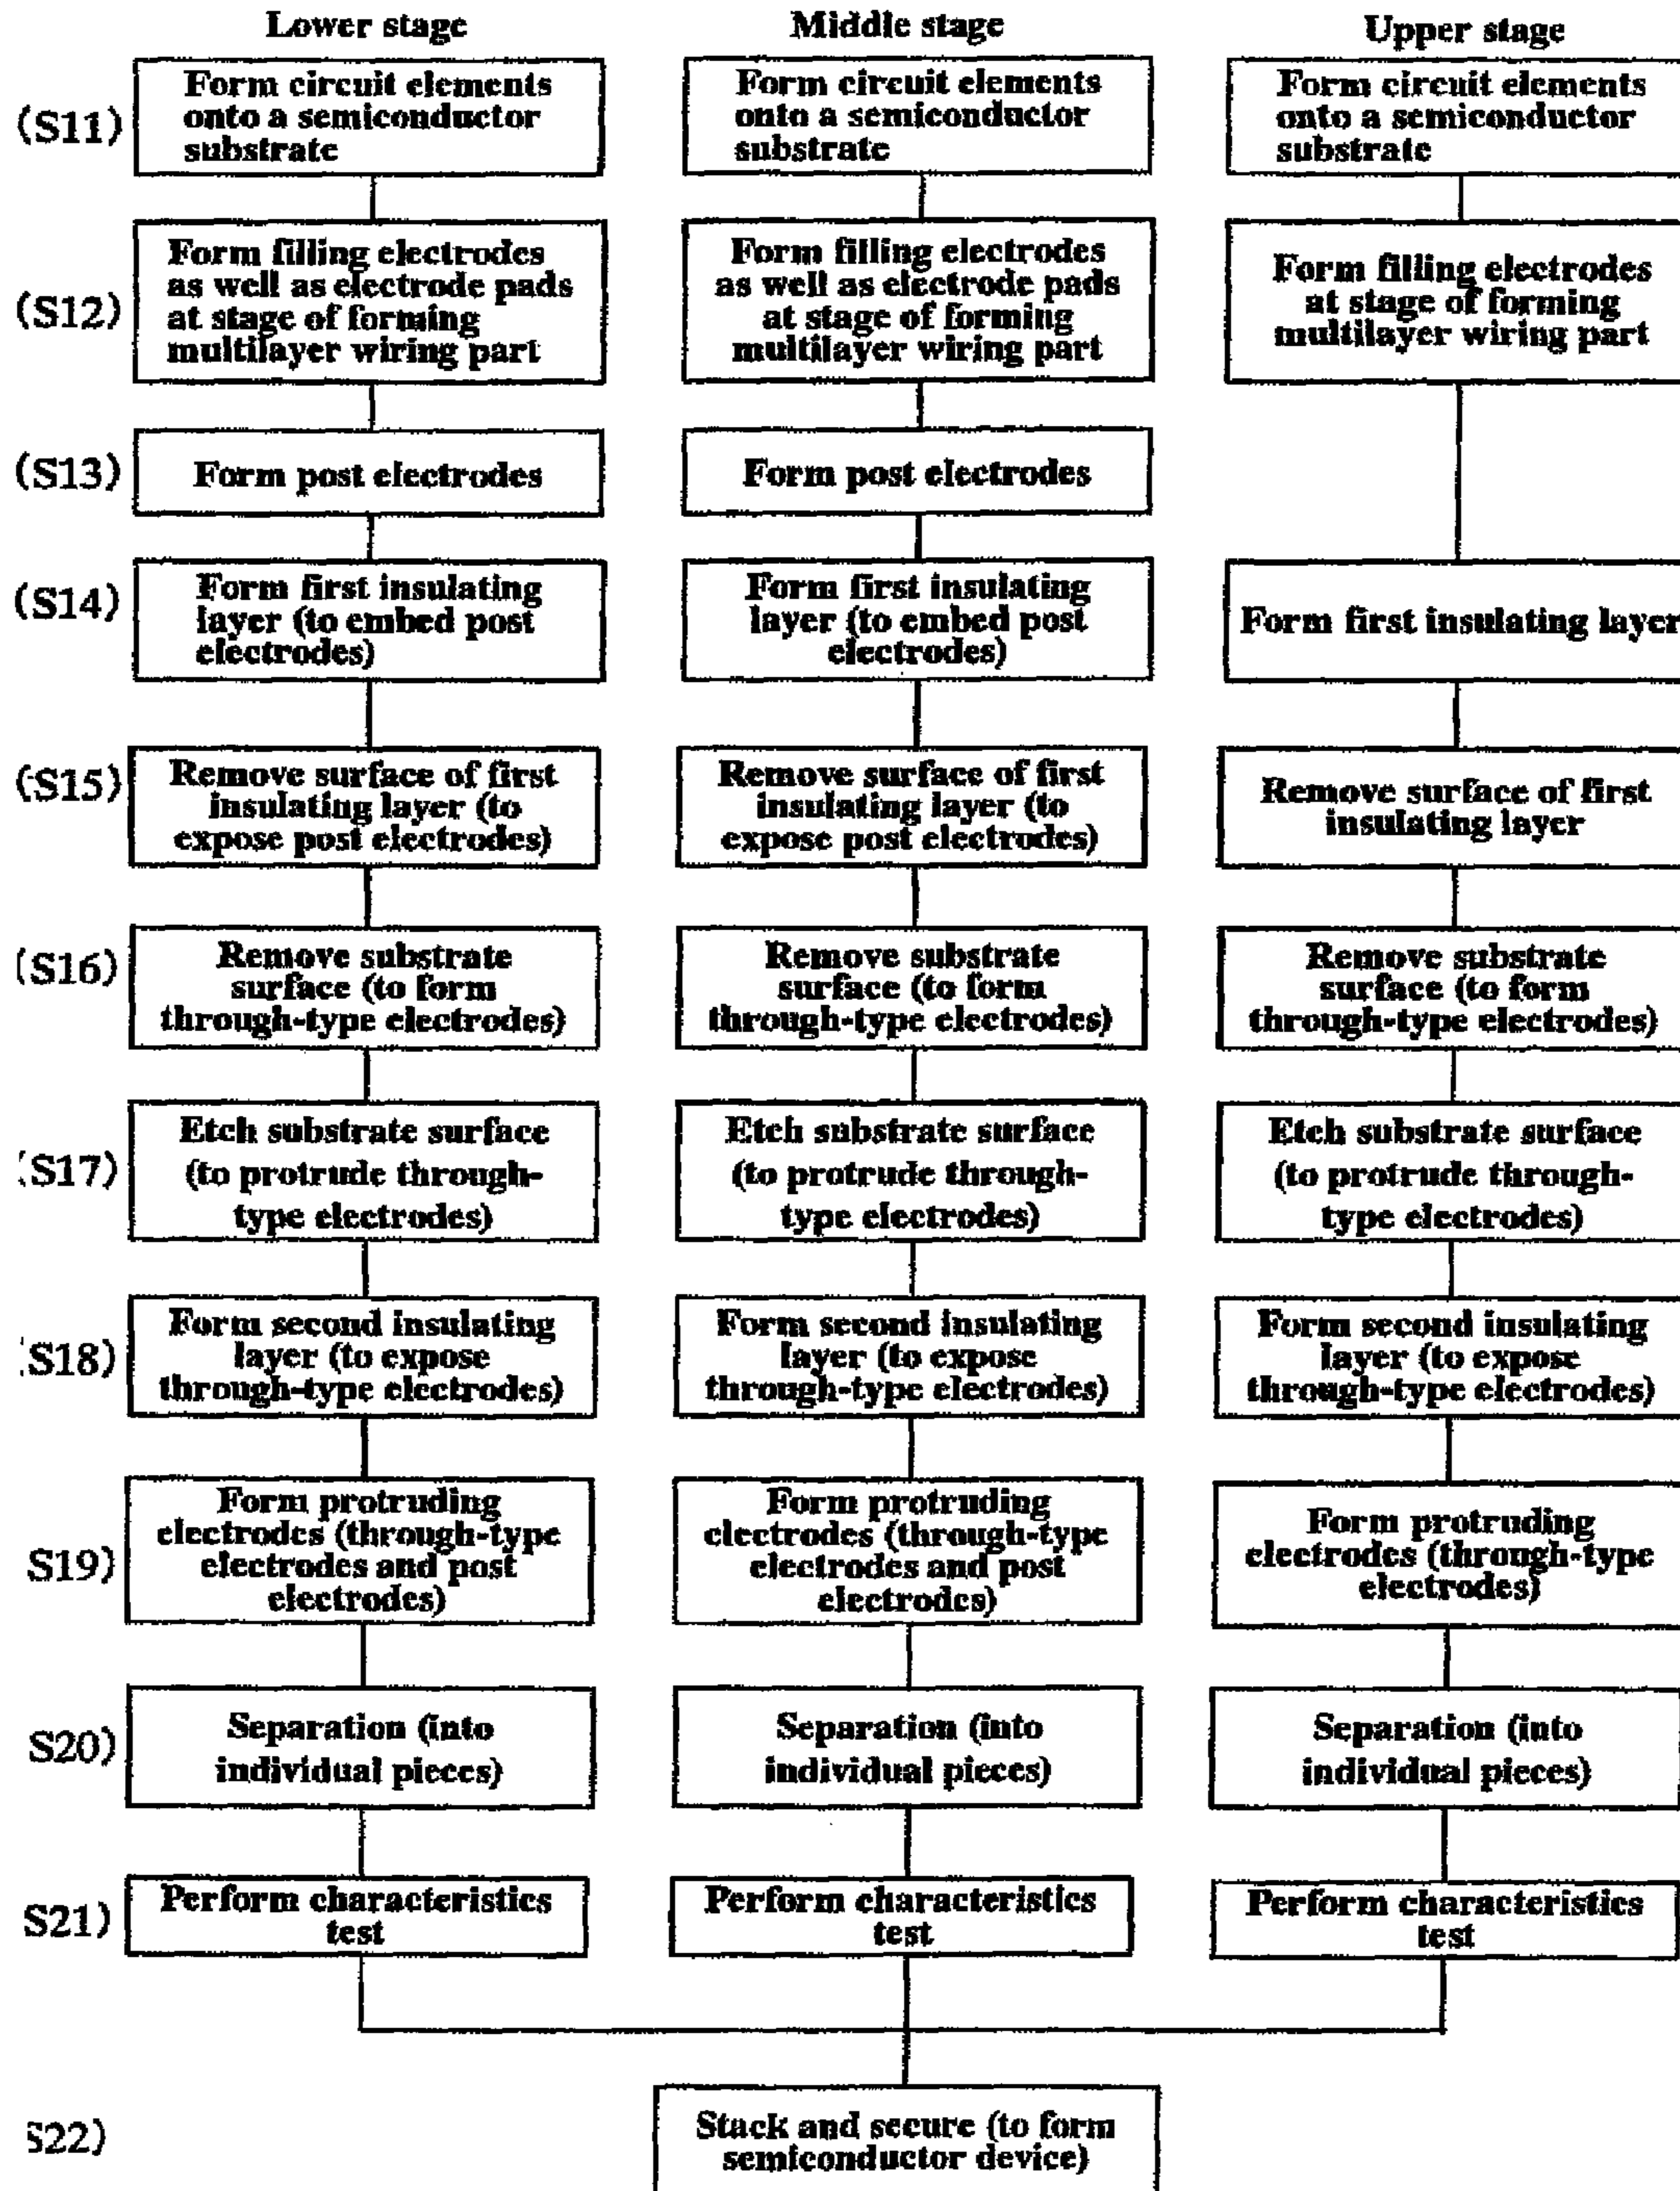 Lower stage
Middle stage
Upper stage
(S11)
Form circuit elements
onto a semiconductor
substrate
Form circuit elements
onto a semiconductor
substrate
Form circuit elements
onto a semiconductor
substrate
(S12)
Form filling electrodes
as well as electrode pads
at stage of forming
multilayer wiring part
Form filling electrodes
as well as electrode pads
at stage of forming
multilayer wiring part
Form filling electrodes
at stage of forming
multilayer wiring part
(S13)
Form post electrodes
Form post electrodes
(S14)
Form first insulating
layer (to embed post
electrodes)
Form first insulating
layer (to embed post
electrodes)
Form first insulating layer
(S15)
Remove surface of first
insulating layer (to
expose post electrodes)
Remove surface of first
insulating layer (to
expose post electrodes)
Remove surface of first
insulating layer
(S16)
Remove substrate
surface (to form
through-type electrodes)
Remove substrate
surface (to form
through-type electrodes)
Remove substrate
surface (to form
through-type electrodes)
(S17)
Etch substrate surface
(to protrude through-
type electrodes)
Etch substrate surface
(to protrude through-
type electrodes)
Etch substrate surface
(to protrude through-
type electrodes)
S18)
Form second insulating
layer (to expose
through-type electrodes)
Form second insulating
layer (to expose
through-type electrodes)
Form second insulating
layer (to expose
through-type electrodes)
S19)
Form protruding
electrodes (through-type
electrodes and post
electrodes)
Form protruding
electrodes (through-type
electrodes and post
electrodes)
Form protruding
electrodes (through-type
electrodes)
S20)
Separation (into
individual pieces)
Separation (into
individual pieces)
Separation (into
individual pieces)
S21)
Perform characteristics
test
Perform characteristics
test
Perform characteristics
test
S22)
Stack and secure (to form
semiconductor device)